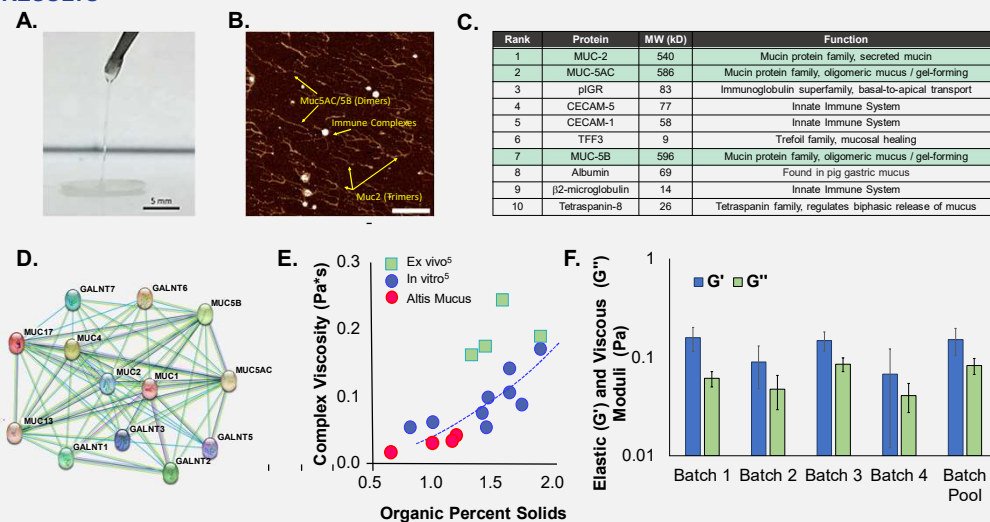 A.
5 mm
B.
Muc5AC/5B (Dimers)
Immune Complexes
Muc2 (Trimers)
C.
Rank Protein MW (kD) Function
1 MUC-2 540 Mucin protein family, secreted mucin
2 MUC-5AC 586 Mucin protein family, oligomeric mucus / gel-forming
3 pIGR 83 Immunoglobulin superfamily, basal-to-apical transport
4 CECAM-5 77 Innate Immune System
5 CECAM-1 58 Innate Immune System
6 TFF3 9 Trefoil family, mucosal healing
7 MUC-5B 596 Mucin protein family, oligomeric mucus / gel-forming
8 Albumin 69 Found in pig gastric mucus
9 β2-microglobulin 14 Innate Immune System
10 Tetraspanin-8 26 Tetraspanin family, regulates biphasic release of mucus
D.
GALNT7
GALNT6
MUC5B
MUC17
MUC4
MUC2
MUC1
MUC5AC
MUC13
GALNT3
GALNT5
GALNT1
GALNT2
E.
Complex Viscosity (Pa*s)
0.3
0.2
0.1
0.0
Ex vivo⁵
In vitro⁵
Altis Mucus
0.5 1.0 1.5 2.0
Organic Percent Solids
F.
Elastic (G') and Viscous (G'')
Moduli (Pa)
1
0.1
0.01
G' G''
Batch 1 Batch 2 Batch 3 Batch 4 Batch
Pool